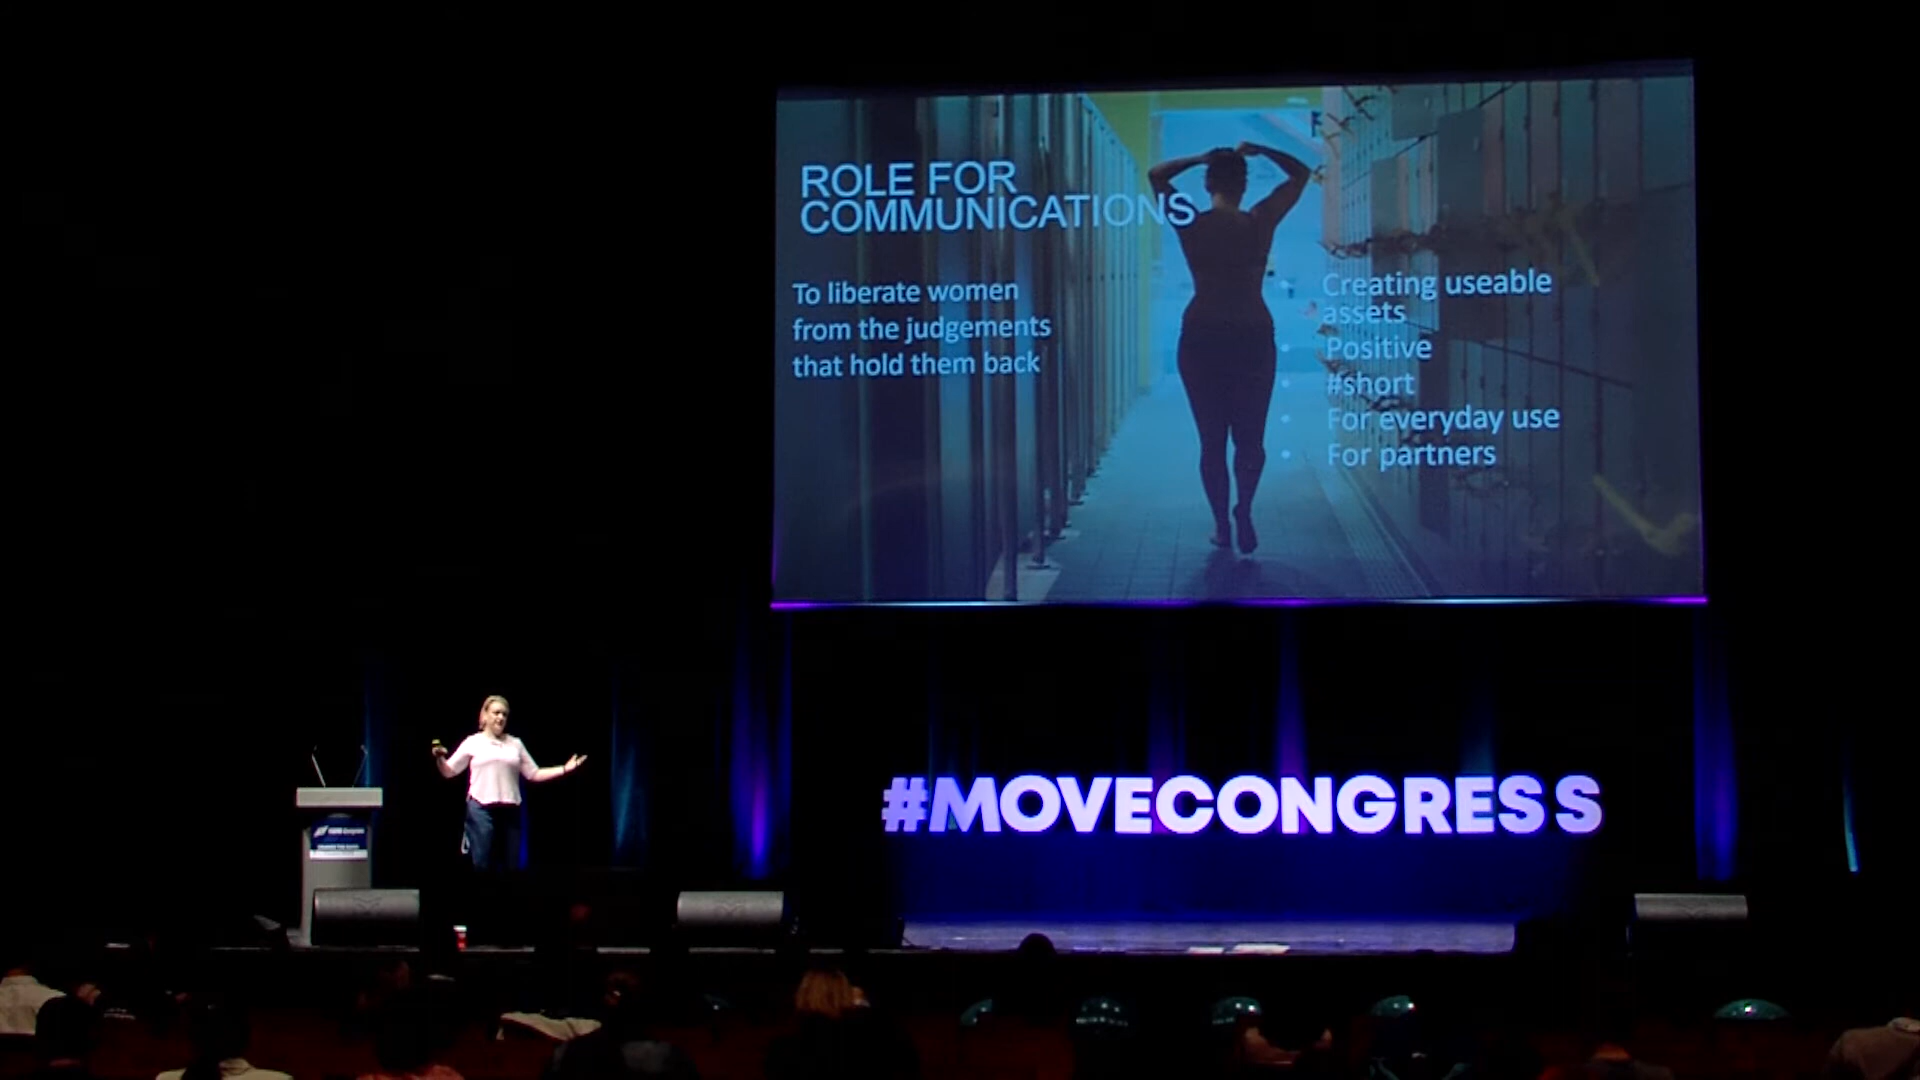 ROLE FOR
COMMUNICATIONS
To liberate women
from the judgements
that hold them back
Creating useable
assets
Positive
#short
For everyday use
For partners
#MOVECONGRESS